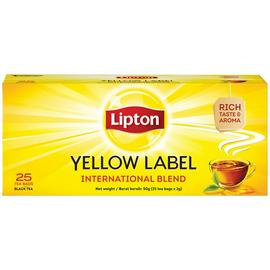 Lipton
RICH
TASTE &
AROMA
YELLOW LABEL
INTERNATIONAL BLEND
25
TEA BAGS
BLACK TEA
Net weight / Berat bersih: 50g (25 tea bags x 2g)